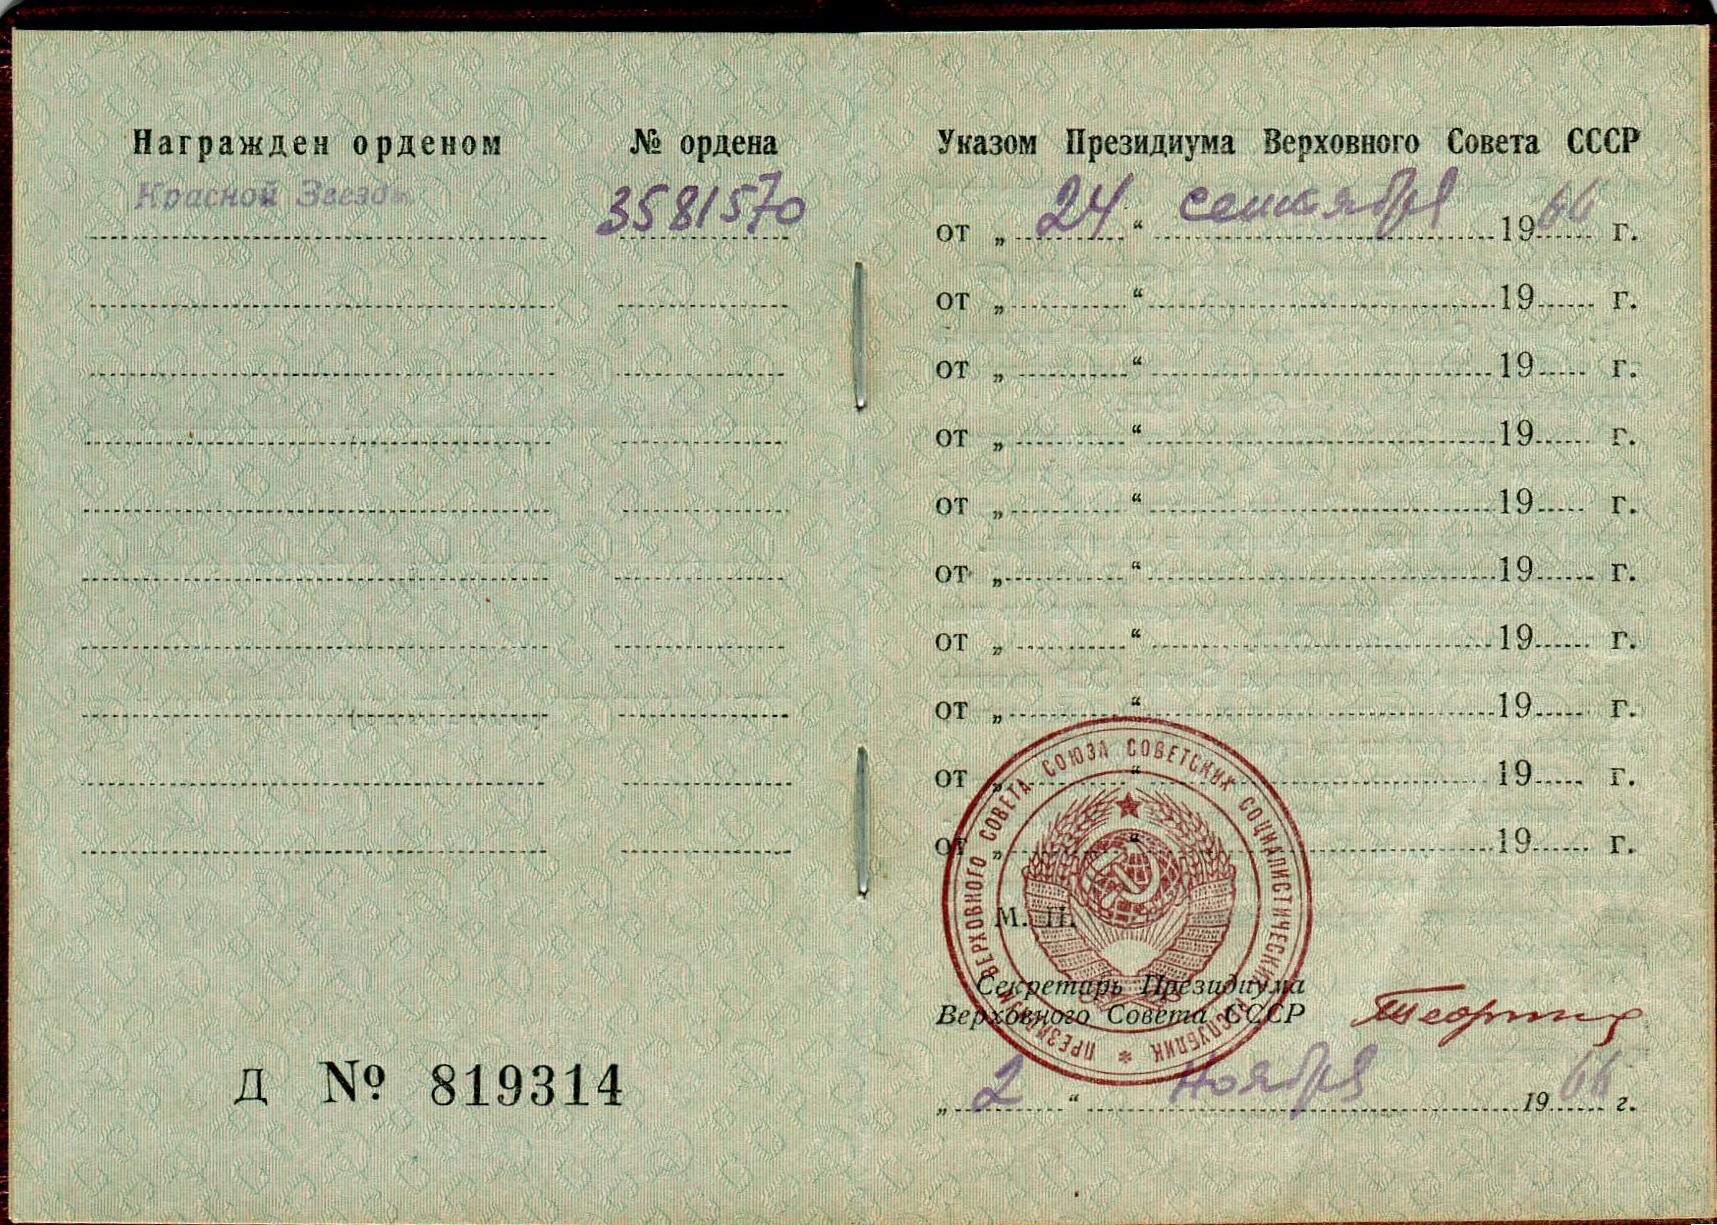 Награжден орденом № ордена
Красной Звезды 3581570
Указом Президиума Верховного Совета СССР
от „ 24 “ сентября 1966 г.
от „ “ 19 г.
от „ “ 19 г.
от „ “ 19 г.
от „ “ 19 г.
от „ “ 19 г.
от „ “ 19 г.
от „ “ 19 г.
от „ “ 19 г.
от „ “ 19 г.
ПРЕЗИДИУМ ВЕРХОВНОГО СОВЕТА СОЮЗА СОВЕТСКИХ СОЦИАЛИСТИЧЕСКИХ РЕСПУБЛИК
М. П.
Секретарь Президиума
Верховного Совета СССР
„ 2 “ ноября 1966 г.
Д № 819314